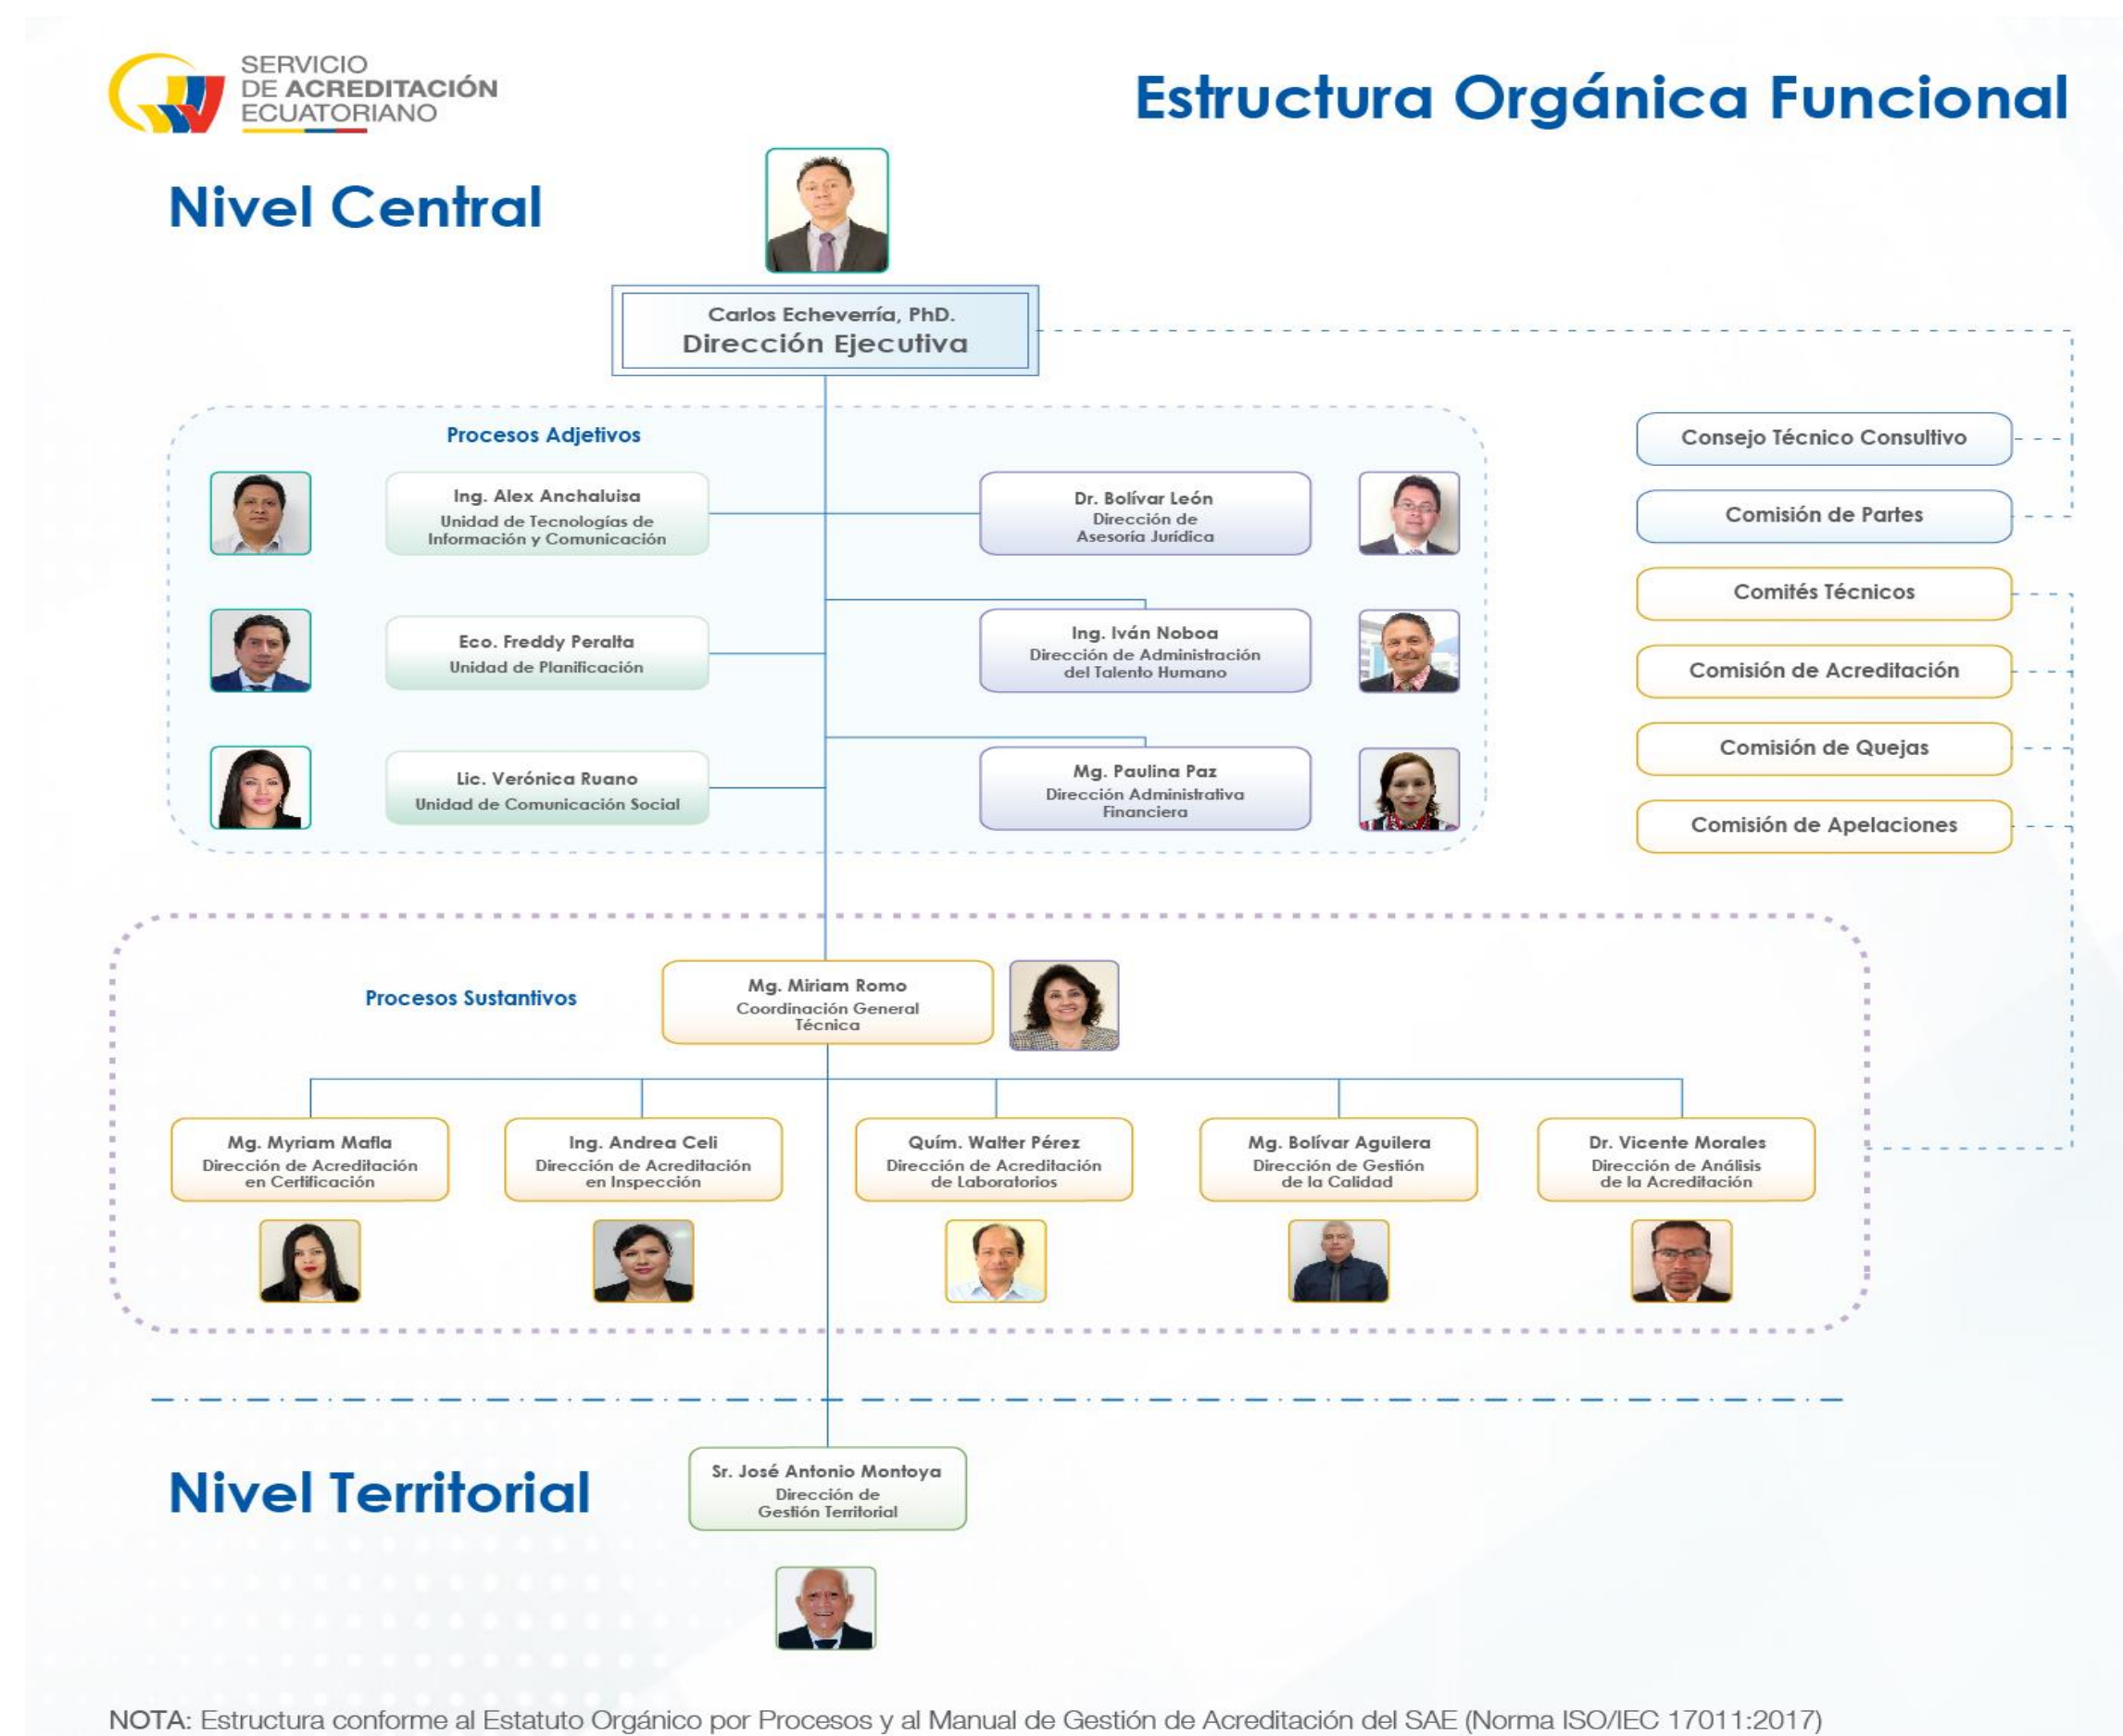 SERVICIO
DE ACREDITACIÓN
ECUATORIANO
Estructura Orgánica Funcional
Nivel Central
Carlos Echeverría, PhD.
Dirección Ejecutiva
Procesos Adjetivos
Ing. Alex Anchaluisa
Unidad de Tecnologías de
Información y Comunicación
Dr. Bolívar León
Dirección de
Asesoría Jurídica
Eco. Freddy Peralta
Unidad de Planificación
Ing. Iván Noboa
Dirección de Administración
del Talento Humano
Lic. Verónica Ruano
Unidad de Comunicación Social
Mg. Paulina Paz
Dirección Administrativa
Financiera
Consejo Técnico Consultivo
Comisión de Partes
Comités Técnicos
Comisión de Acreditación
Comisión de Quejas
Comisión de Apelaciones
Procesos Sustantivos
Mg. Miriam Romo
Coordinación General
Técnica
Mg. Myriam Mafla
Dirección de Acreditación
en Certificación
Ing. Andrea Celi
Dirección de Acreditación
en Inspección
Quím. Walter Pérez
Dirección de Acreditación
de Laboratorios
Mg. Bolívar Aguilera
Dirección de Gestión
de la Calidad
Dr. Vicente Morales
Dirección de Análisis
de la Acreditación
Nivel Territorial
Sr. José Antonio Montoya
Dirección de
Gestión Territorial
NOTA: Estructura conforme al Estatuto Orgánico por Procesos y al Manual de Gestión de Acreditación del SAE (Norma ISO/IEC 17011:2017)